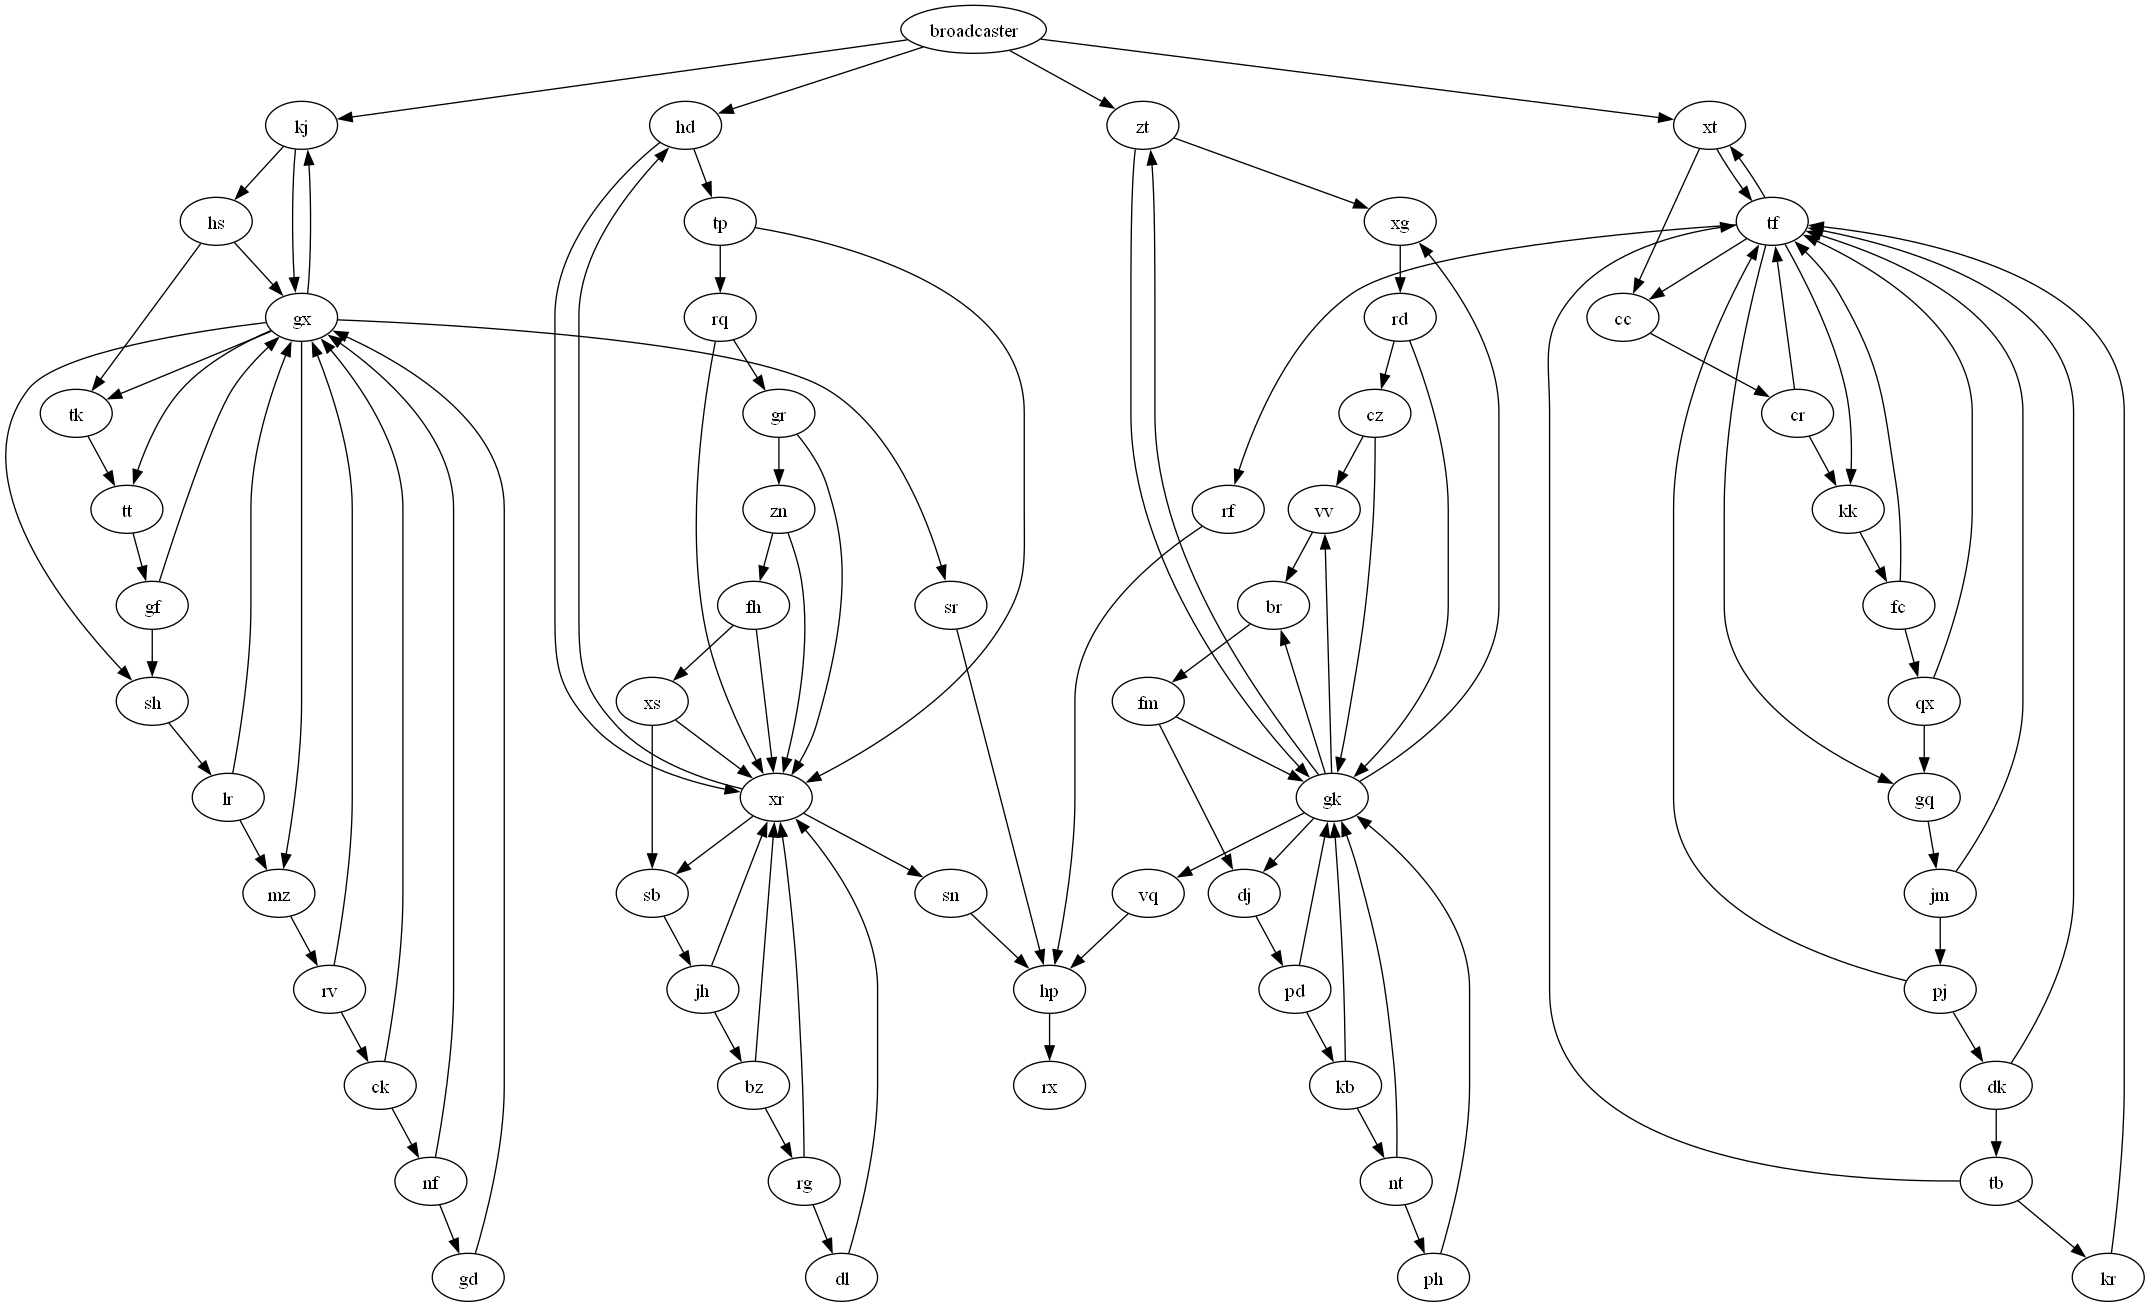 broadcaster
kj
hd
zt
xt
hs
tp
xg
tf
gx
rq
rd
cc
tk
gr
cz
cr
tt
zn
rf
vv
kk
gf
fh
sr
br
fc
sh
xs
fm
qx
lr
xr
gk
gq
mz
sb
sn
vq
dj
jm
rv
jh
hp
pd
pj
ck
bz
rx
kb
dk
nf
rg
nt
tb
gd
dl
ph
kr